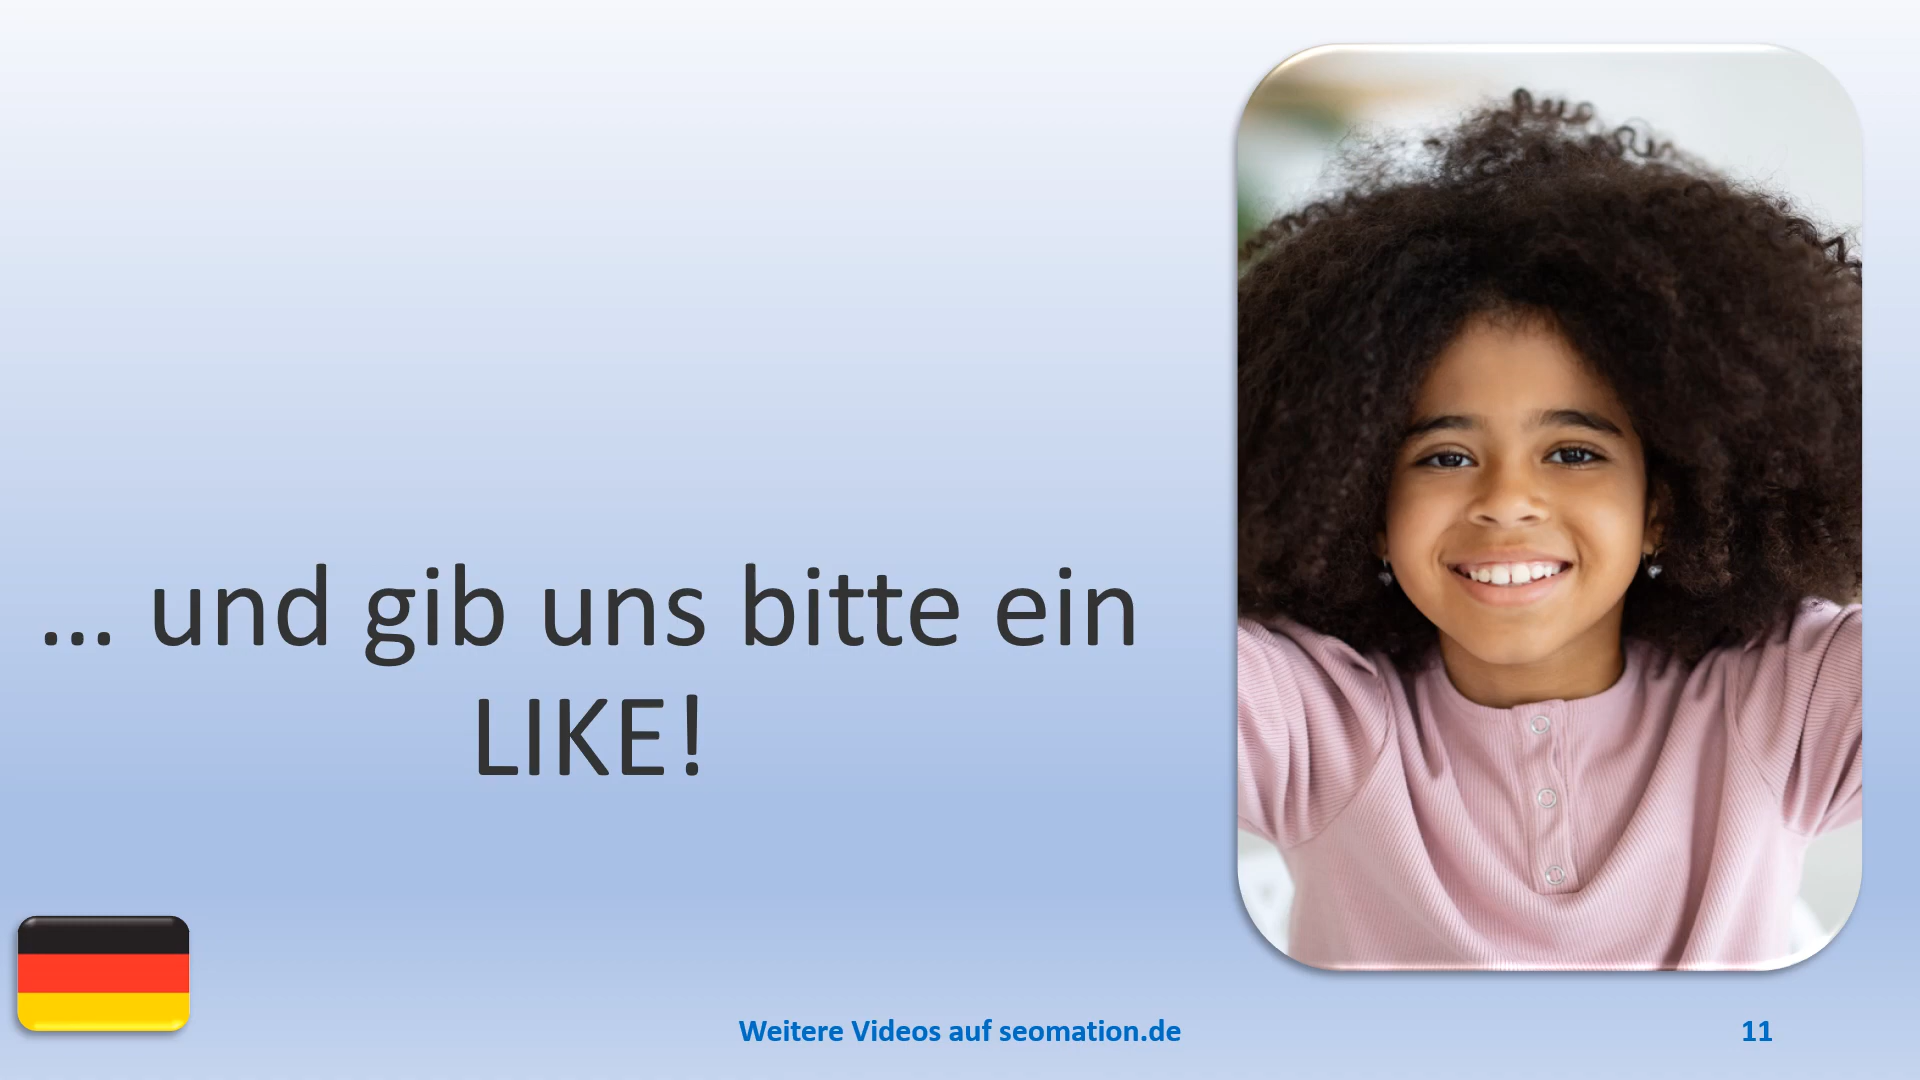 ... und gib uns bitte ein
LIKE!
Weitere Videos auf seomation.de
11